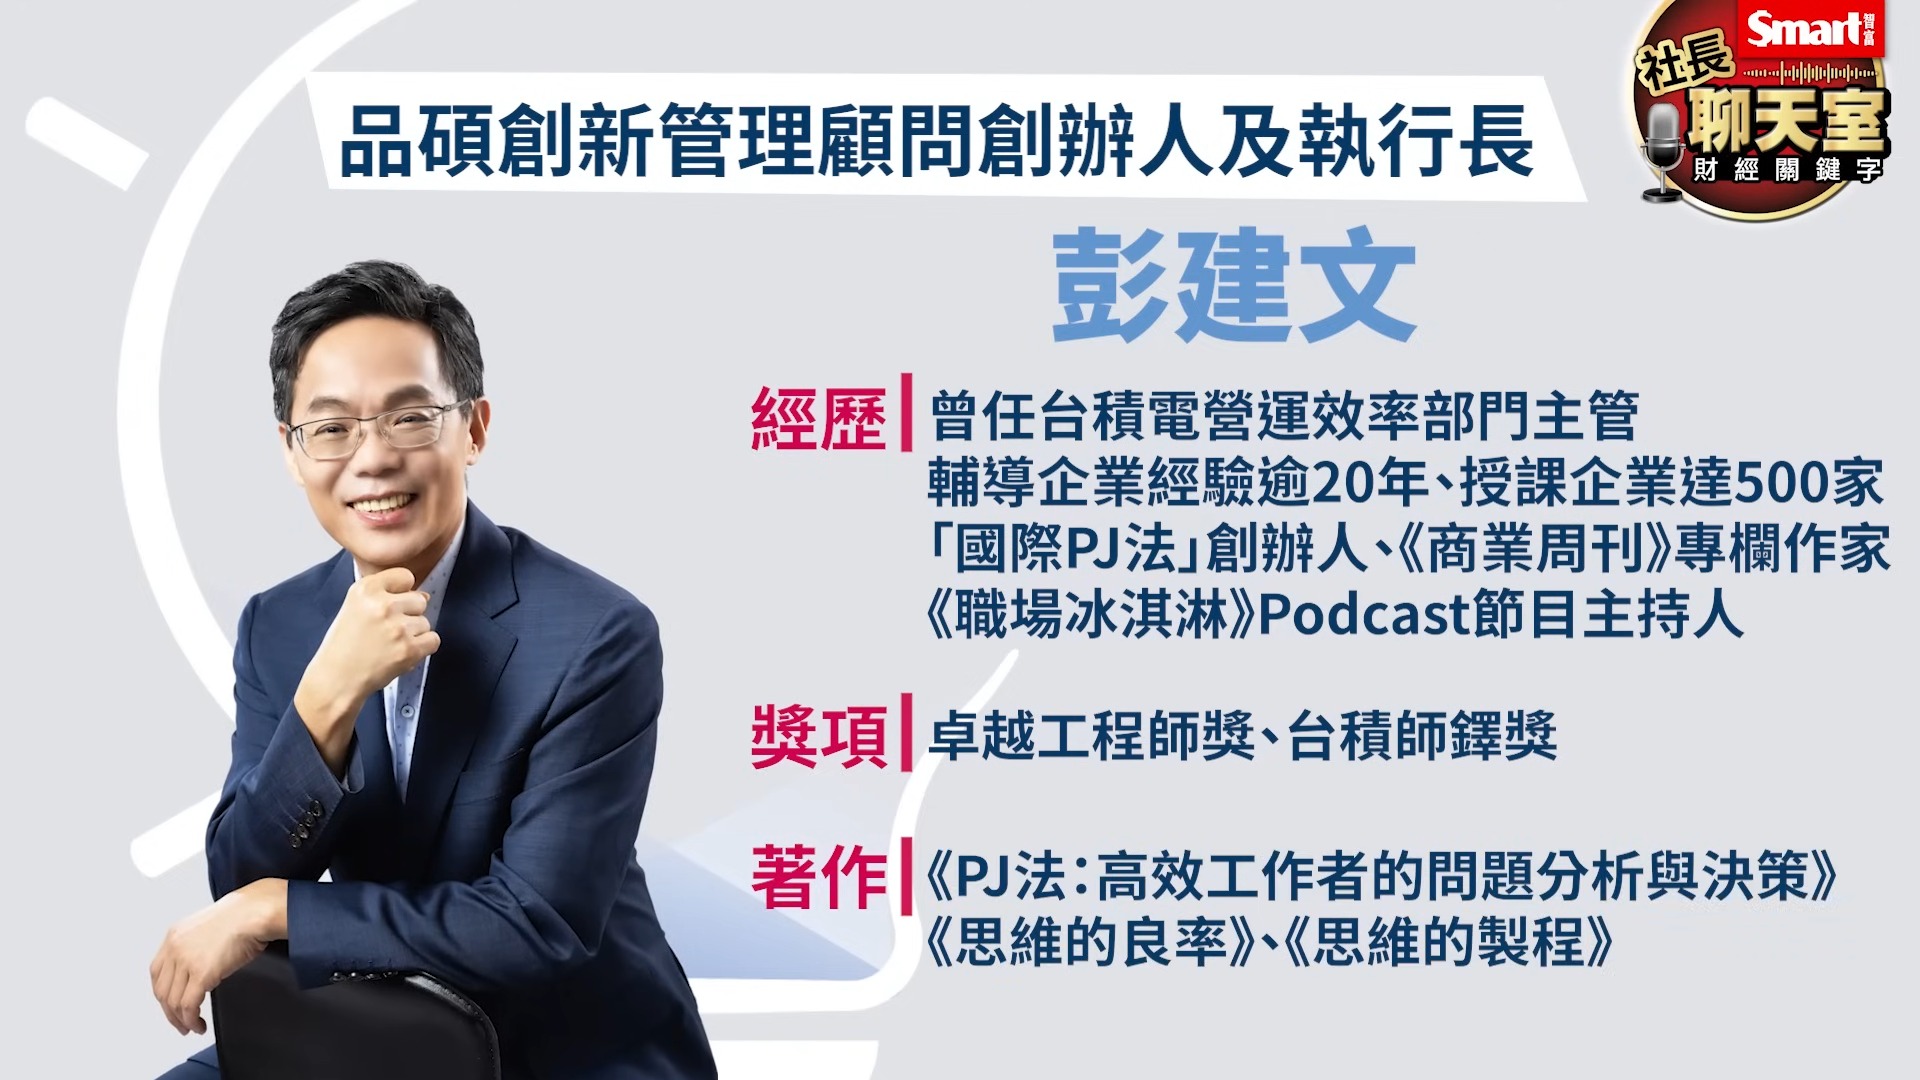 Smart智富
社長
聊天室
財經關鍵字
品碩創新管理顧問創辦人及執行長
彭建文
經歷
曾任台積電營運效率部門主管
輔導企業經驗逾20年、授課企業達500家
「國際PJ法」創辦人、《商業周刊》專欄作家
《職場冰淇淋》Podcast節目主持人
獎項
卓越工程師獎、台積師鐸獎
著作
《PJ法：高效工作者的問題分析與決策》
《思維的良率》、《思維的製程》